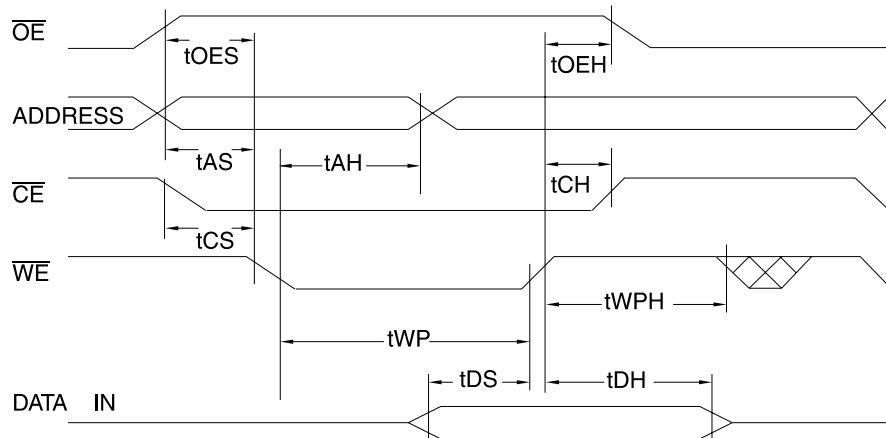 OE
tOES
tOEH
ADDRESS
tAS
tAH
tCH
CE
tCS
WE
tWPH
tWP
tDS
tDH
DATA IN